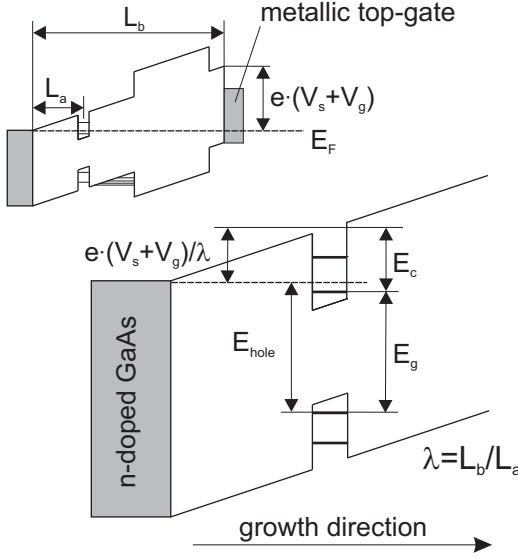 L_b
metallic top-gate
L_a
e·(V_s+V_g)
E_F
e·(V_s+V_g)/λ
E_c
E_hole
E_g
n-doped GaAs
λ=L_b/L_a
growth direction